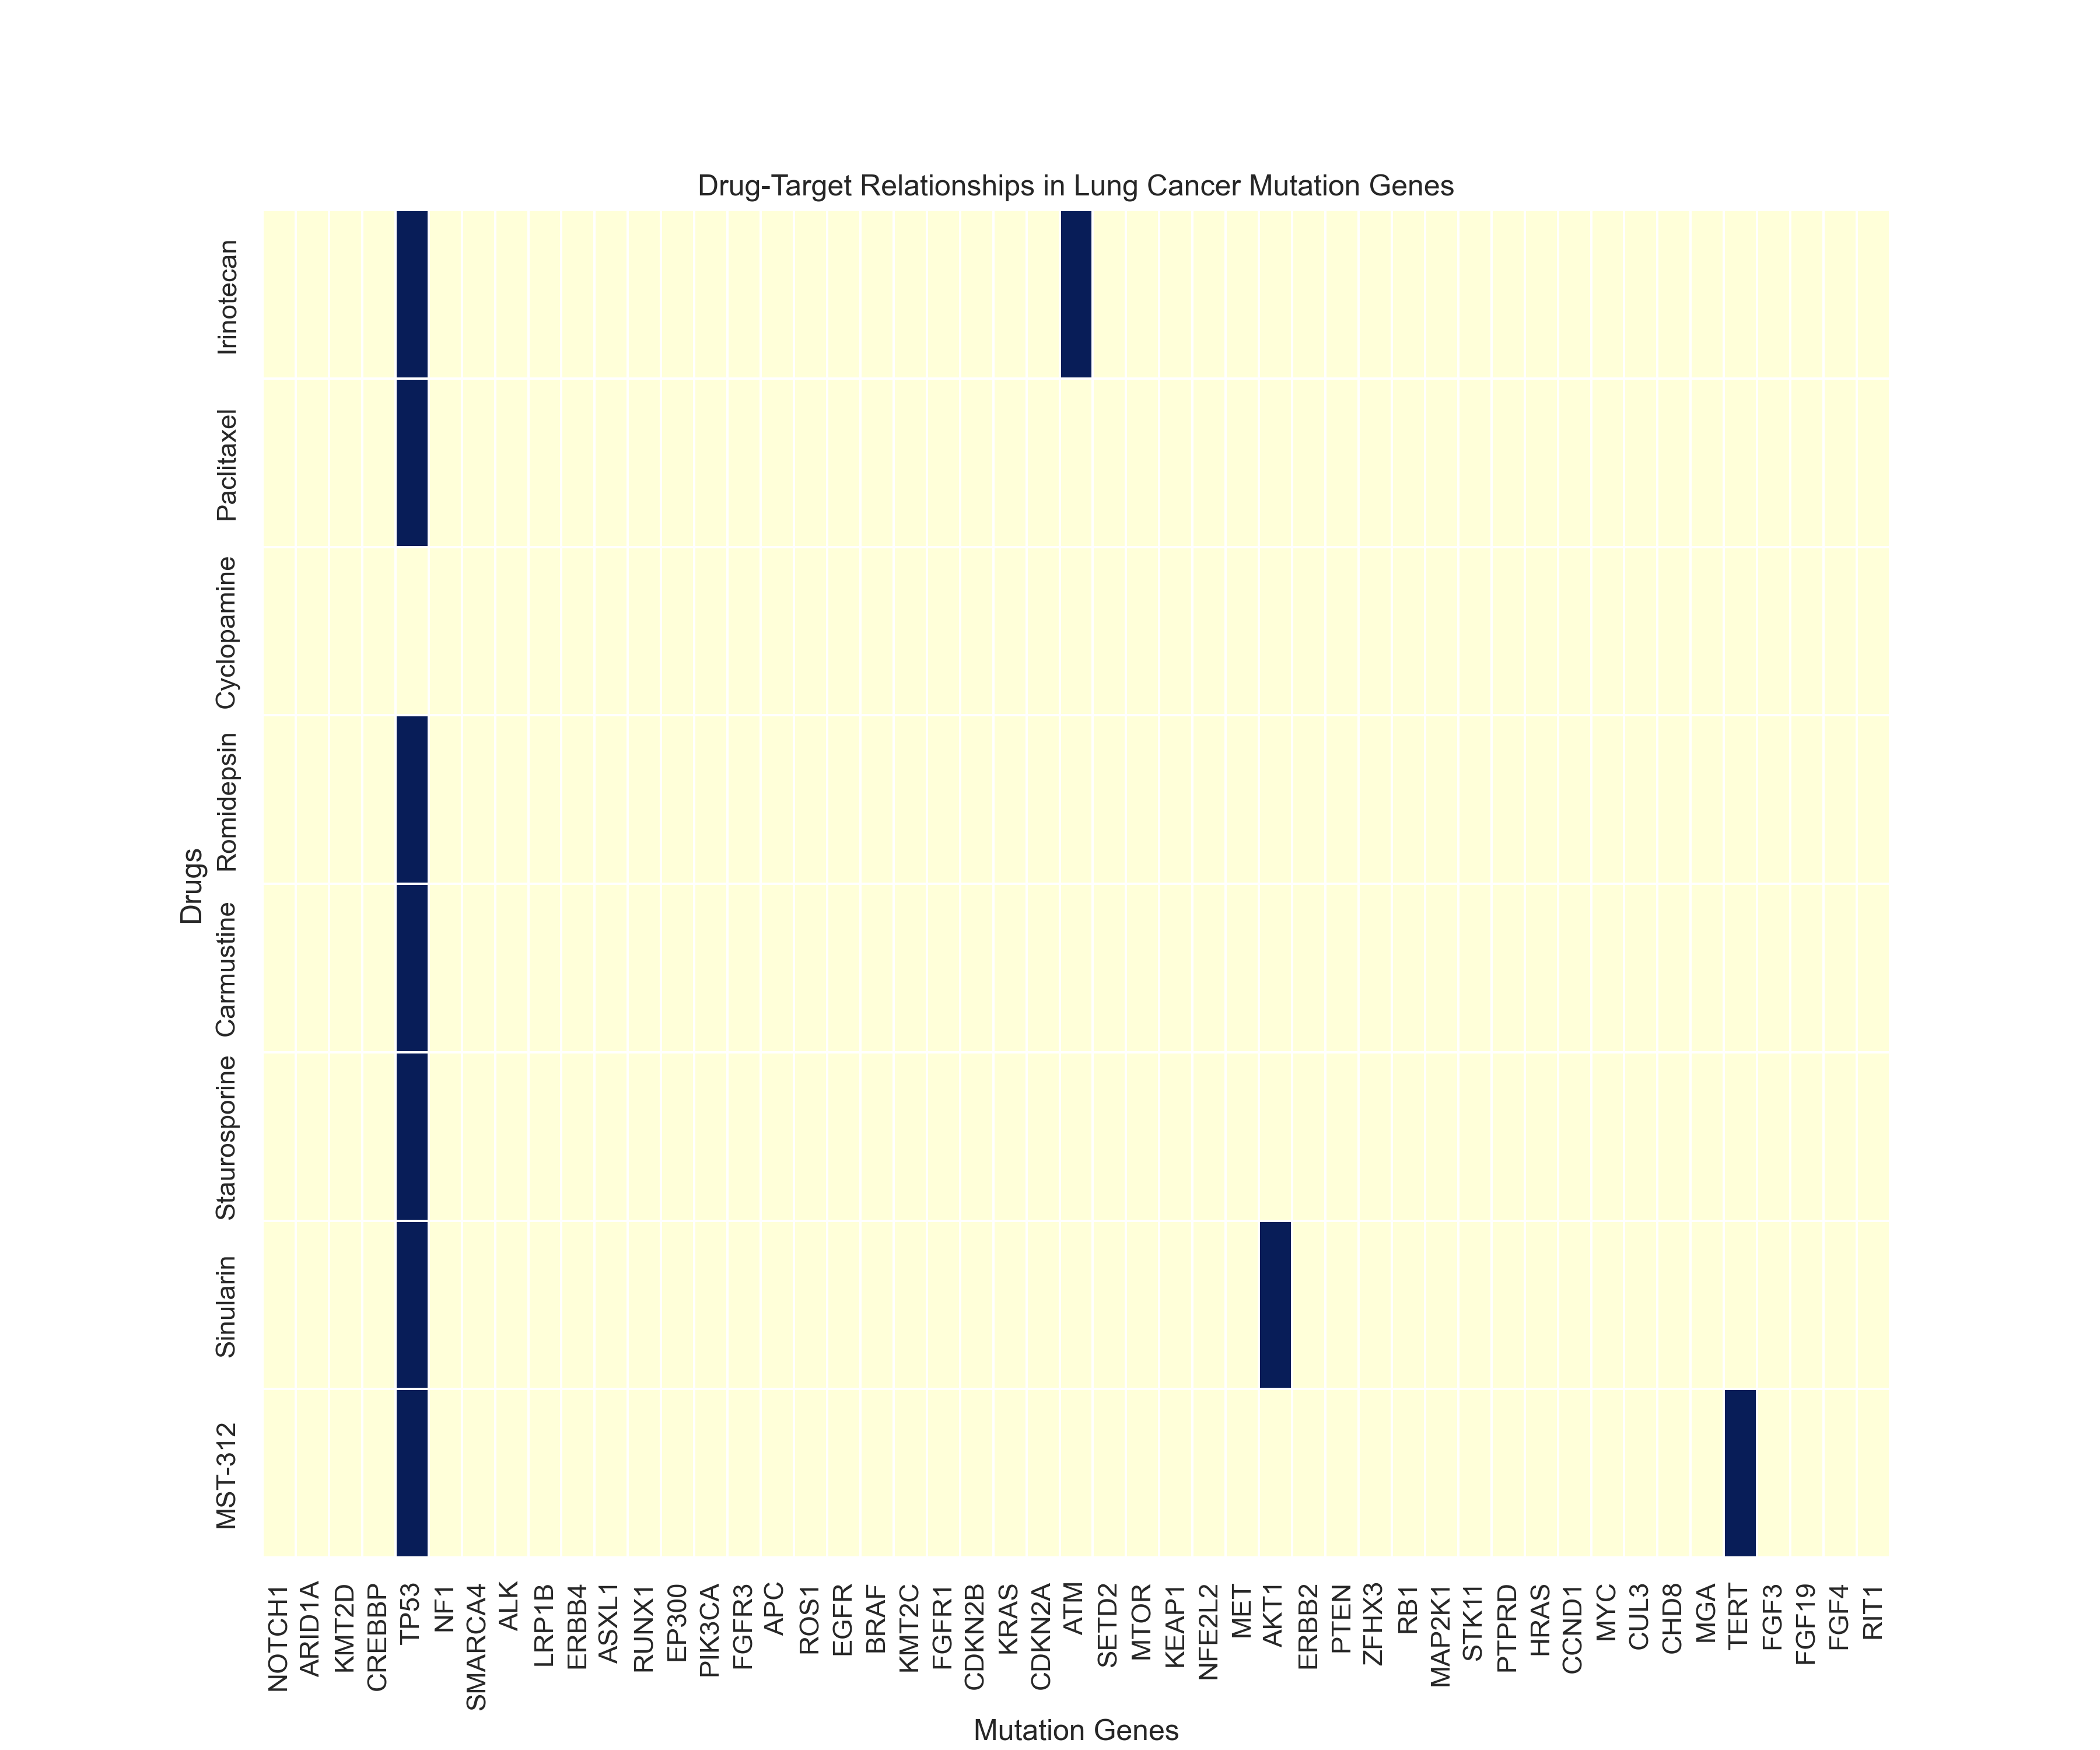 Drug-Target Relationships in Lung Cancer Mutation Genes
Drugs
Irinotecan
Paclitaxel
Cyclopamine
Romidepsin
Carmustine
Staurosporine
Sinularin
MST-312
NOTCH1
ARID1A
KMT2D
CREBBP
TP53
NF1
SMARCA4
ALK
LRP1B
ERBB4
ASXL1
RUNX1
EP300
PIK3CA
FGFR3
APC
ROS1
EGFR
BRAF
KMT2C
FGFR1
CDKN2B
KRAS
CDKN2A
ATM
SETD2
MTOR
KEAP1
NFE2L2
MET
AKT1
ERBB2
PTEN
ZFHX3
RB1
MAP2K1
STK11
PTPRD
HRAS
CCND1
MYC
CUL3
CHD8
MGA
TERT
FGF3
FGF19
FGF4
RIT1
Mutation Genes